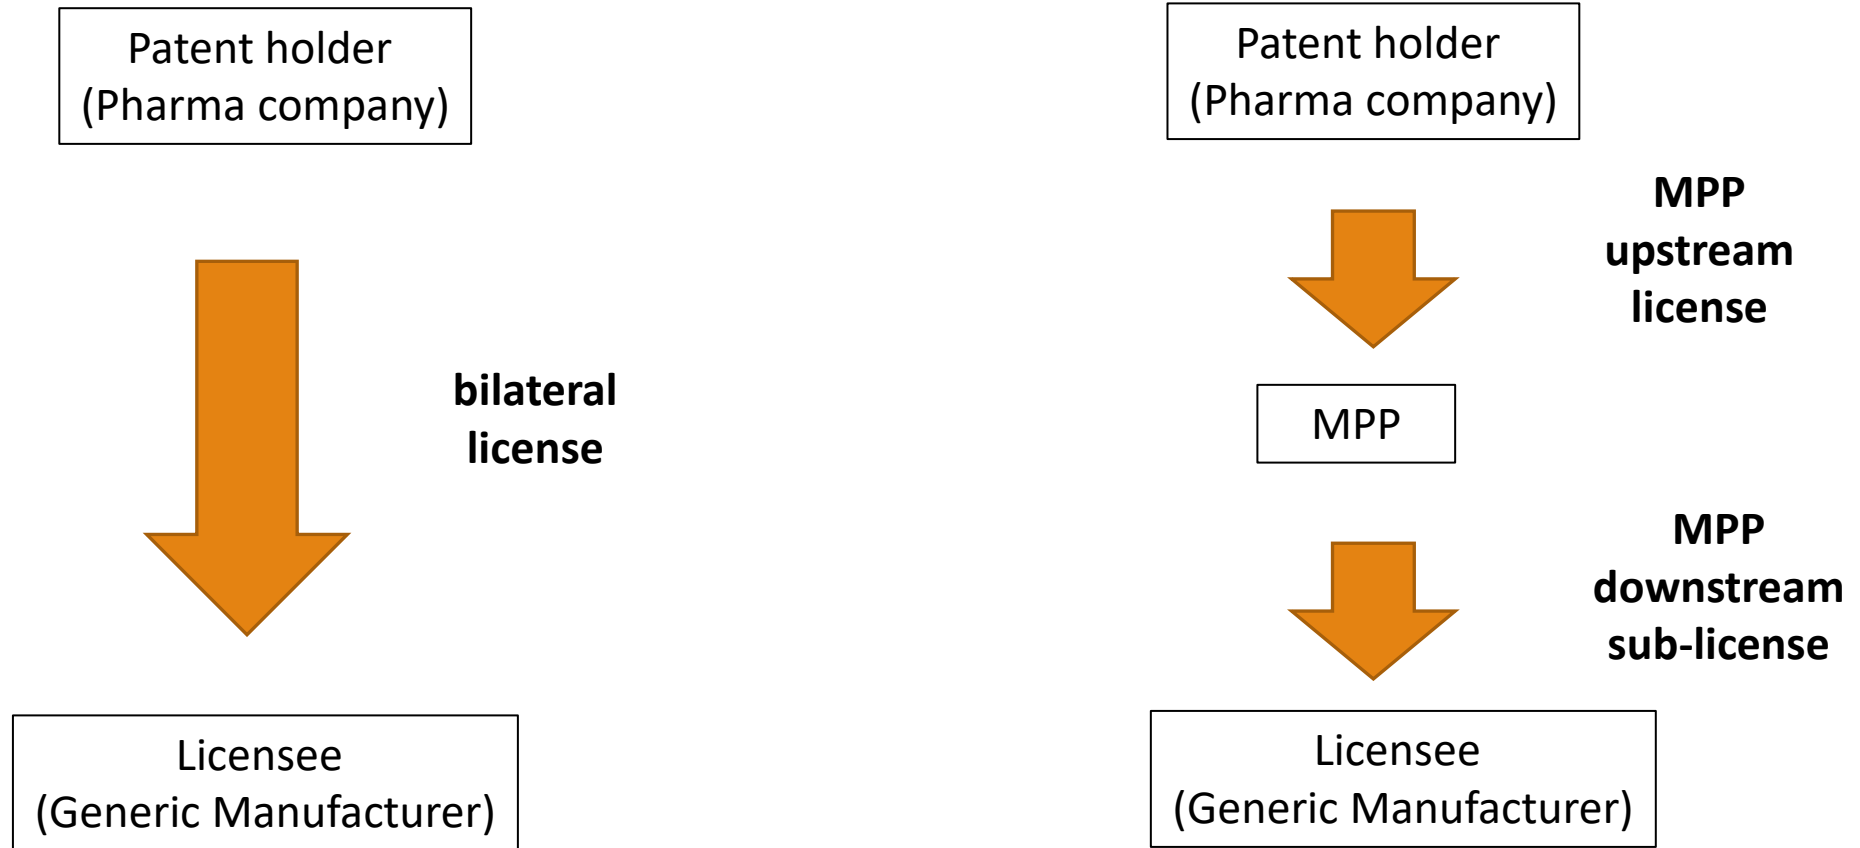 Patent holder
(Pharma company)
bilateral
license
Licensee
(Generic Manufacturer)
Patent holder
(Pharma company)
MPP
upstream
license
MPP
MPP
downstream
sub-license
Licensee
(Generic Manufacturer)